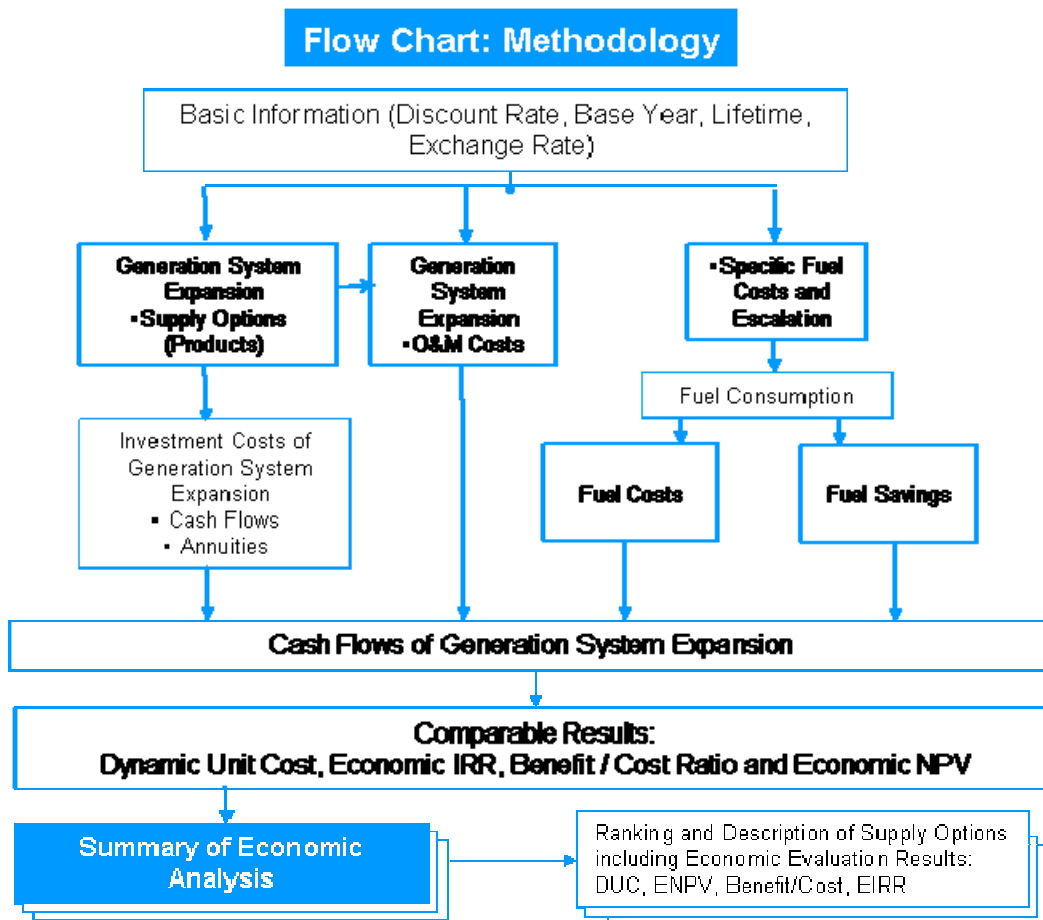 Flow Chart: Methodology
Basic Information (Discount Rate, Base Year, Lifetime,
Exchange Rate)
Generation System
Expansion
▪Supply Options
(Products)
Generation
System
Expansion
▪O&M Costs
▪Specific Fuel
Costs and
Escalation
Fuel Consumption
Investment Costs of
Generation System
Expansion
▪ Cash Flows
▪ Annuities
Fuel Costs
Fuel Savings
Cash Flows of Generation System Expansion
Comparable Results:
Dynamic Unit Cost, Economic IRR, Benefit / Cost Ratio and Economic NPV
Summary of Economic
Analysis
Ranking and Description of Supply Options
including Economic Evaluation Results:
DUC, ENPV, Benefit/Cost, EIRR